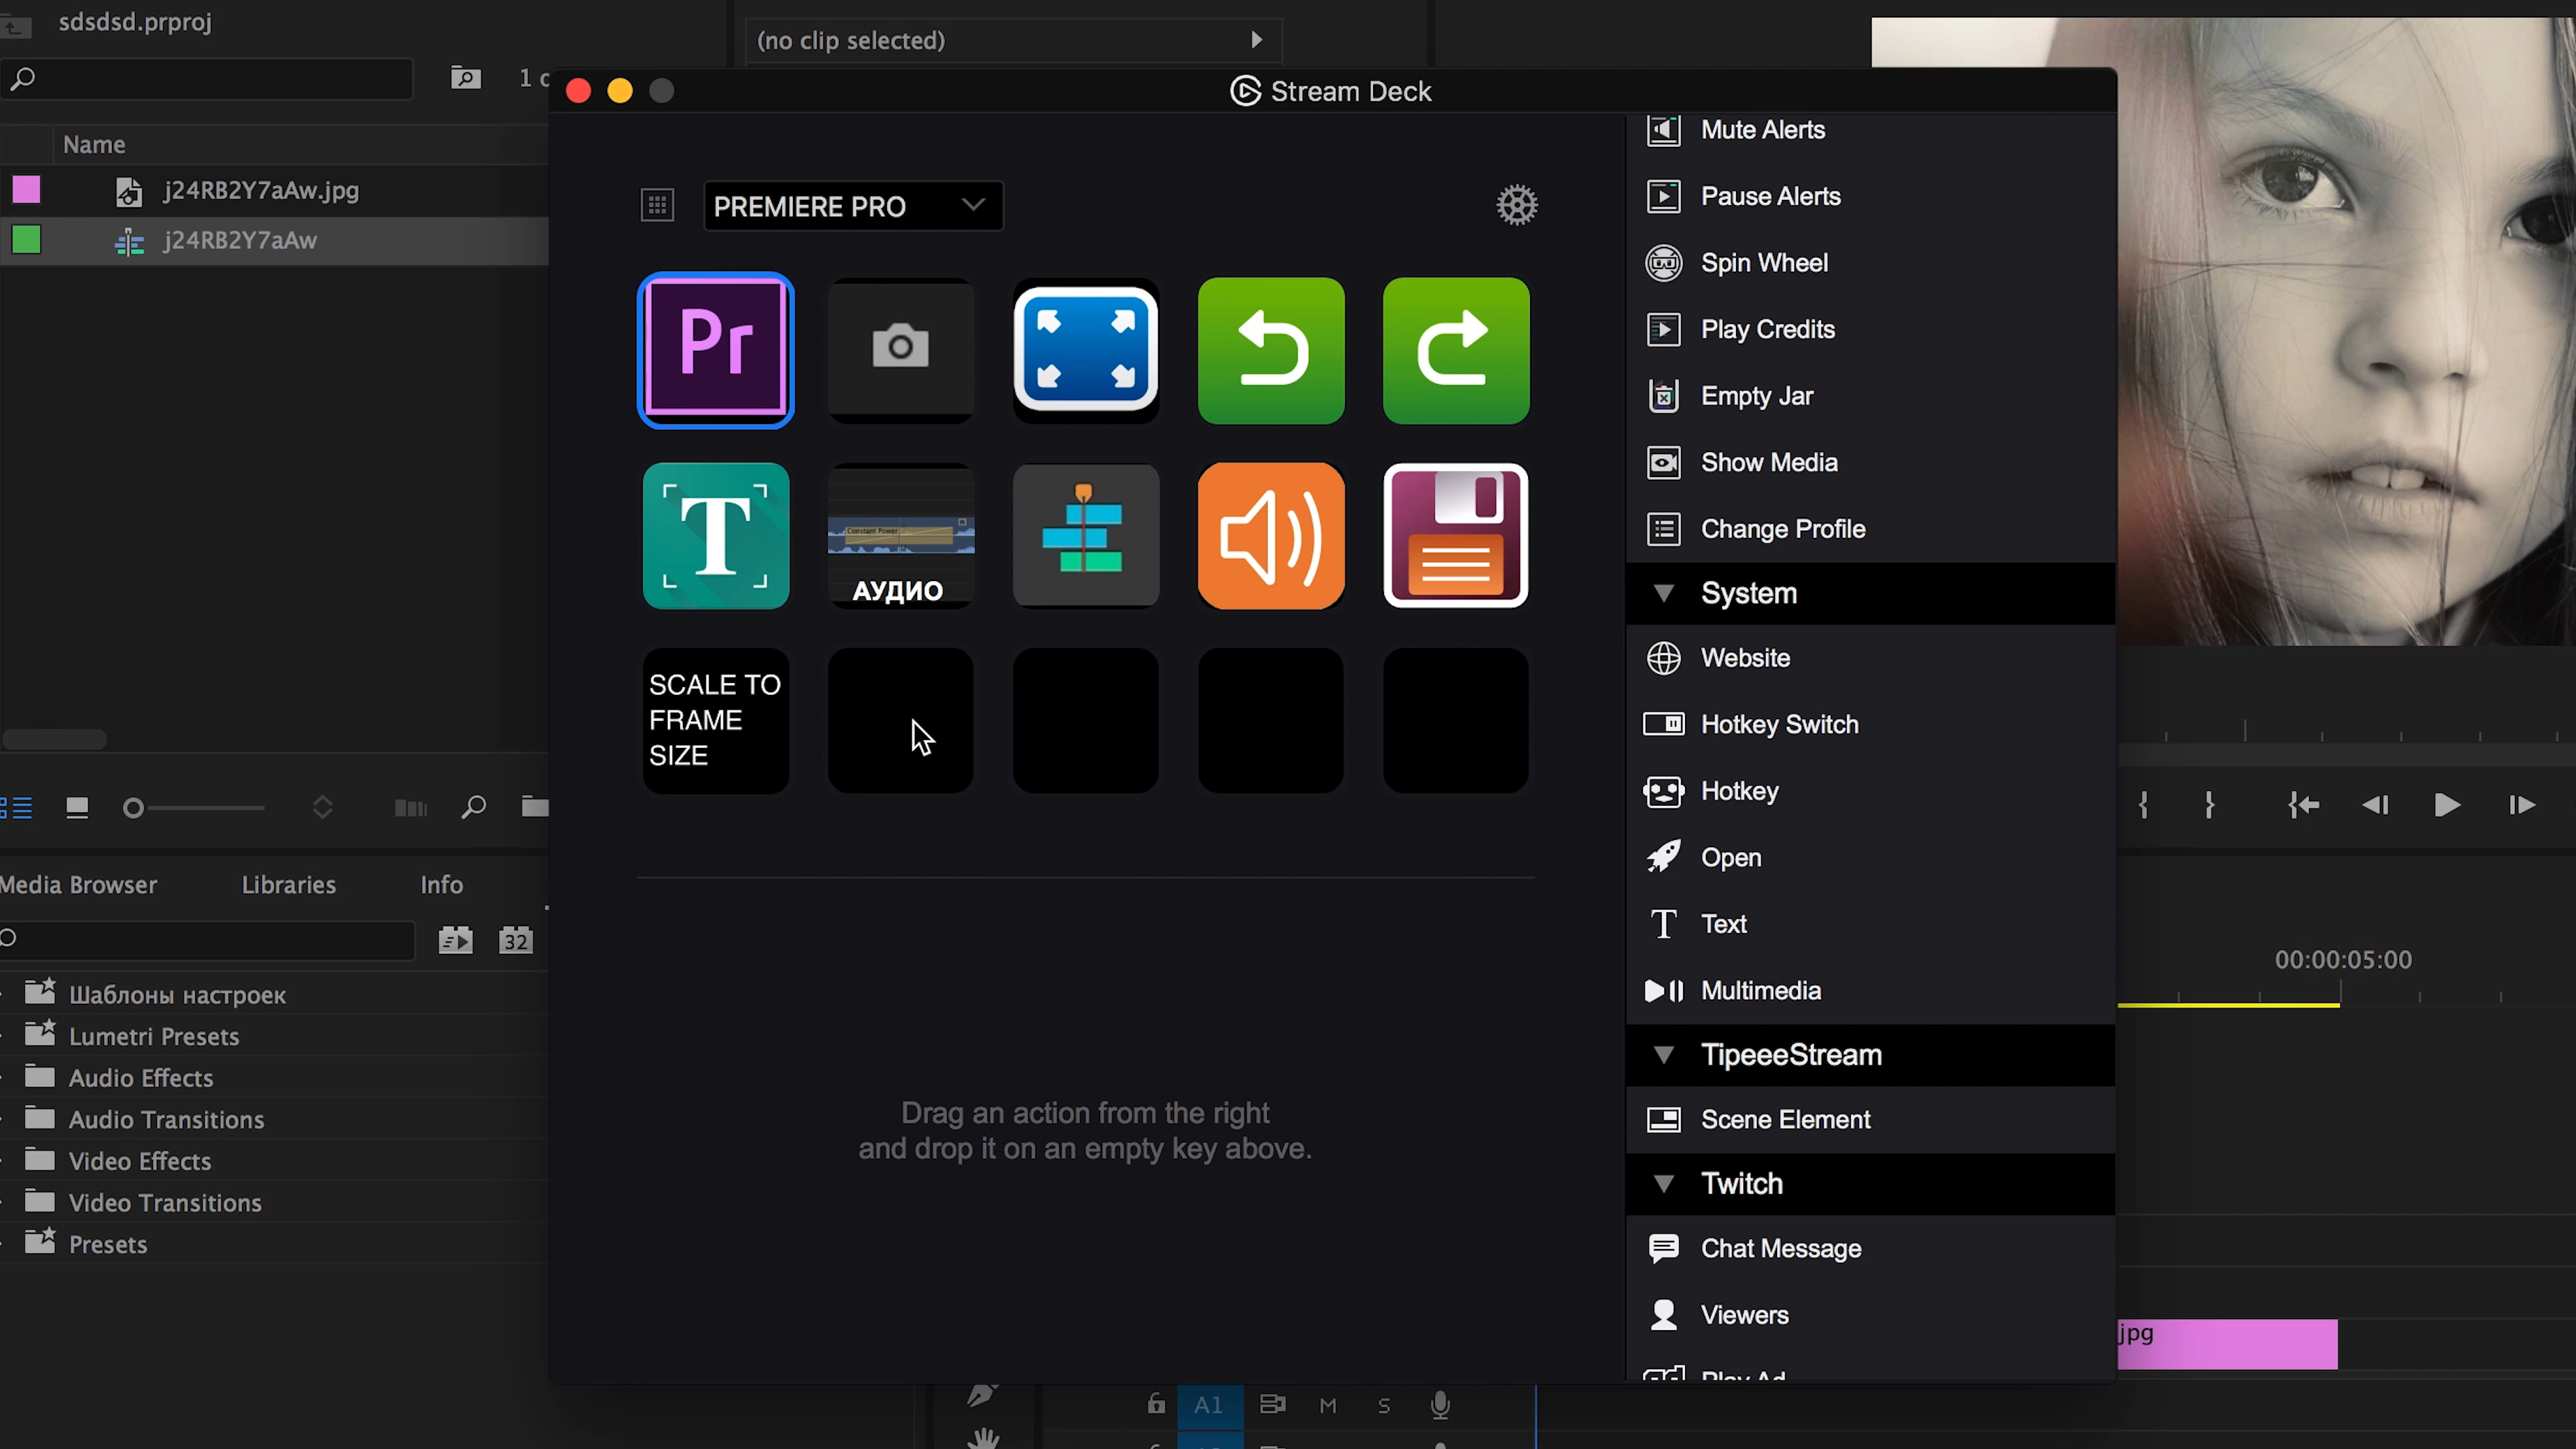 sdsdsd.prproj
(no clip selected)
Name
j24RB2Y7aAw.jpg
j24RB2Y7aAw
Stream Deck
PREMIERE PRO
Pr
T
Constant Power
АУДИО
SCALE TO
FRAME
SIZE
Drag an action from the right
and drop it on an empty key above.
Mute Alerts
Pause Alerts
Spin Wheel
Play Credits
Empty Jar
Show Media
Change Profile
System
Website
Hotkey Switch
Hotkey
Open
Text
Multimedia
TipeeeStream
Scene Element
Twitch
Chat Message
Viewers
Play Ad
Media Browser
Libraries
Info
32
Шаблоны настроек
Lumetri Presets
Audio Effects
Audio Transitions
Video Effects
Video Transitions
Presets
00:00:05:00
jpg
A1
M
S